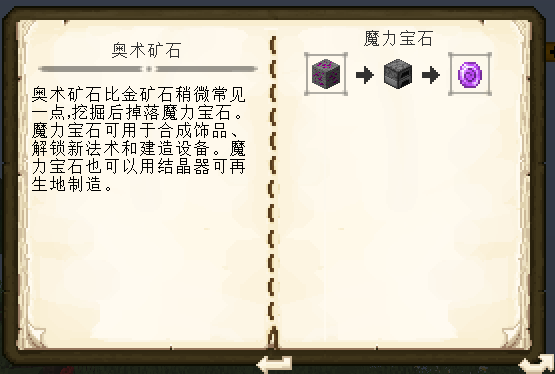 奥术矿石
奥术矿石比金矿石稍微常见
一点,挖掘后掉落魔力宝石。
魔力宝石可用于合成饰品、
解锁新法术和建造设备。魔
力宝石也可以用结晶器可再
生地制造。
魔力宝石